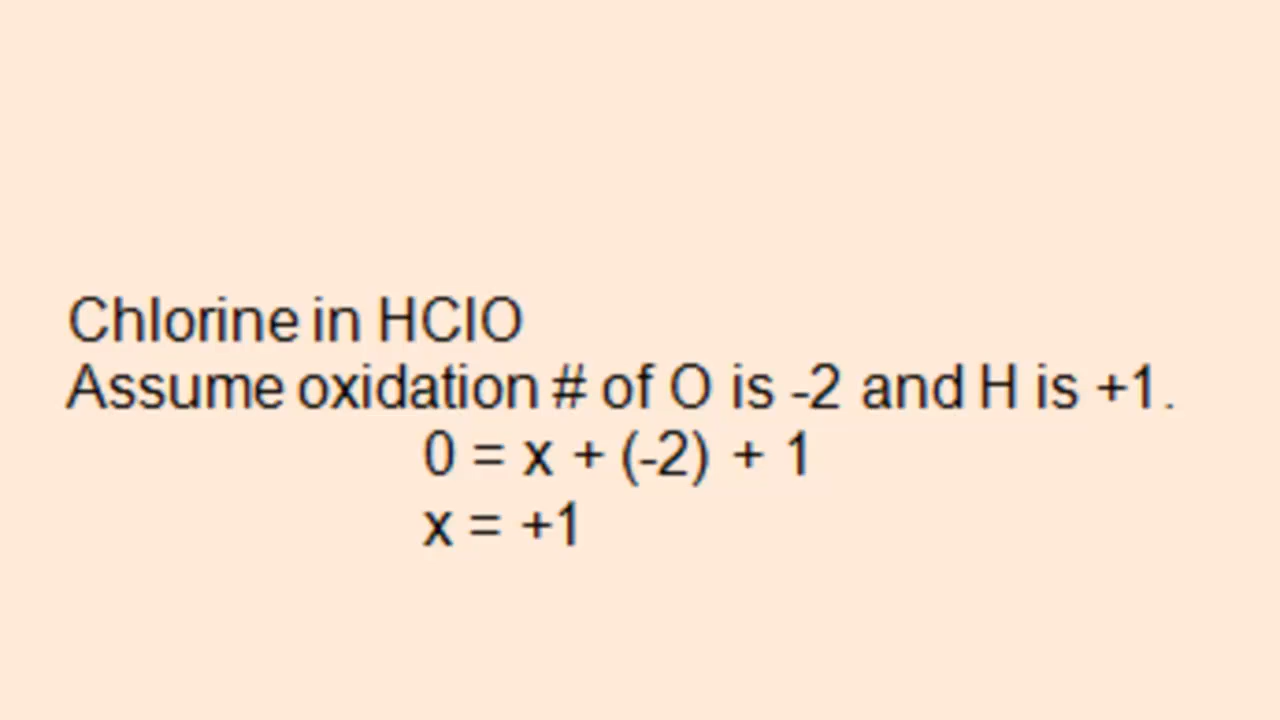 Chlorine in HClO
Assume oxidation # of O is -2 and H is +1.
0 = x + (-2) + 1
x = +1